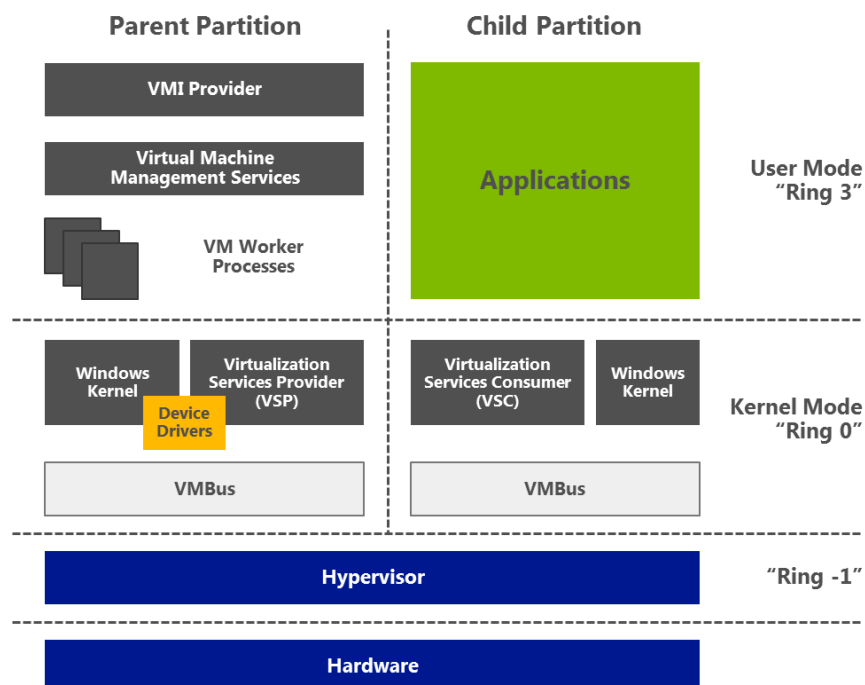 Parent Partition
Child Partition
VMI Provider
Virtual Machine
Management Services
VM Worker
Processes
Applications
User Mode
“Ring 3”
Windows
Kernel
Virtualization
Services Provider
(VSP)
Device
Drivers
Virtualization
Services Consumer
(VSC)
Windows
Kernel
Kernel Mode
“Ring 0”
VMBus
VMBus
Hypervisor
“Ring -1”
Hardware